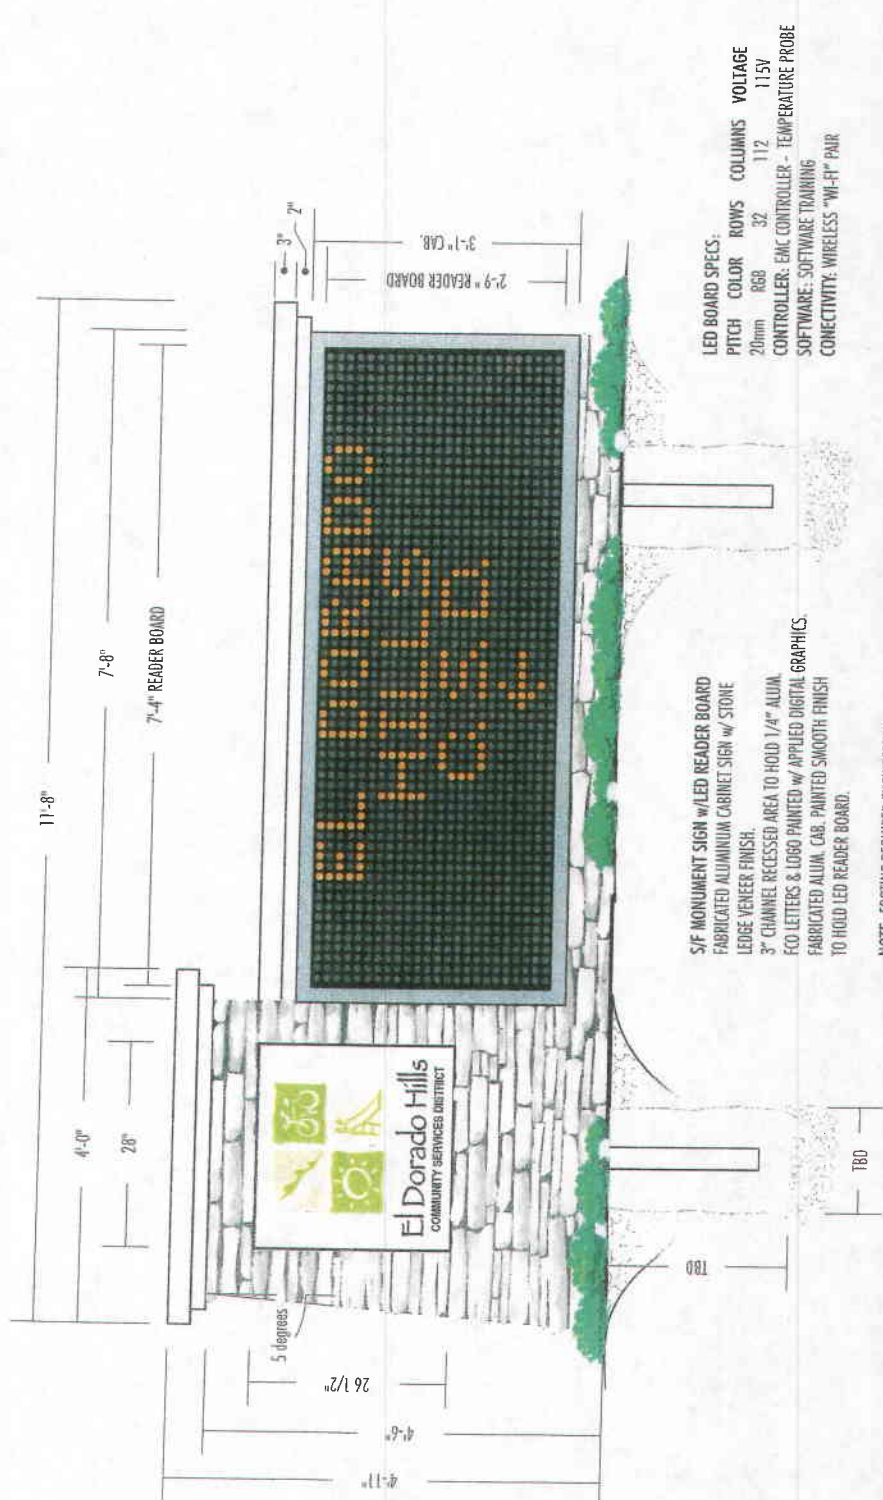 11'-8"
7'-8"
7'-4" READER BOARD
4'-0"
28"
3"
2"
3'-1" CAB.
2'-9" READER BOARD
EL DORADO
HILLS
C.S.D.
El Dorado Hills
COMMUNITY SERVICES DISTRICT
5 degrees
26 1/2"
4'-6"
4'-11"
TBD
TBD
S/F MONUMENT SIGN w/LED READER BOARD
FABRICATED ALUMINUM CABINET SIGN w/ STONE
LEDGE VENEER FINISH.
3" CHANNEL RECESSED AREA TO HOLD 1/4" ALUM.
FCO LETTERS & LOGO PAINTED w/ APPLIED DIGITAL GRAPHICS.
FABRICATED ALUM. CAB. PAINTED SMOOTH FINISH
TO HOLD LED READER BOARD.
LED BOARD SPECS:
PITCH COLOR ROWS COLUMNS VOLTAGE
20mm RGB 32 112 115V
CONTROLLER: EMC CONTROLLER - TEMPERATURE PROBE
SOFTWARE: SOFTWARE TRAINING
CONECTIVITY: WIRELESS "WI-FI" PAIR